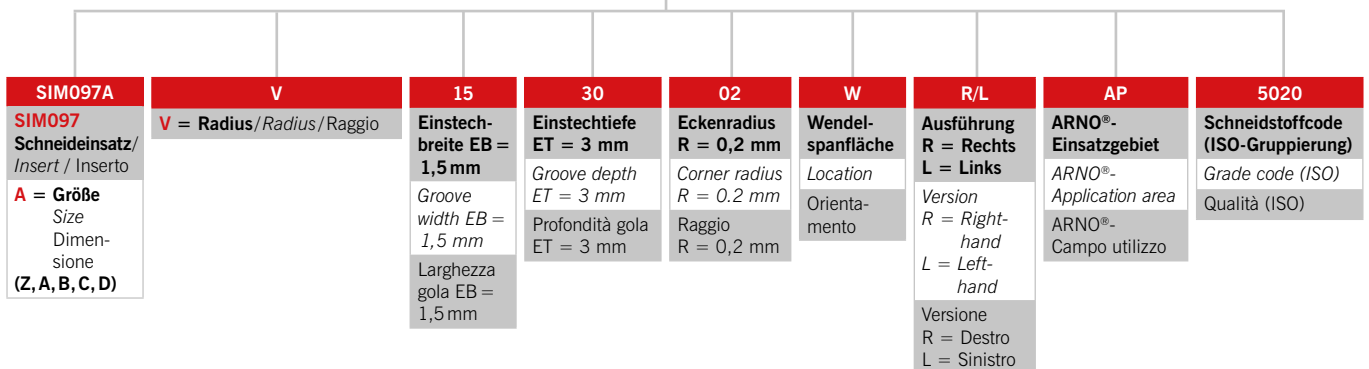 SIM097A
SIM097
Schneideinsatz/
Insert / Inserto
A = Größe
Size
Dimen-
sione
(Z, A, B, C, D)
V
V = Radius/Radius/Raggio
15
Einstech-
breite EB =
1,5 mm
Groove
width EB =
1,5 mm
Larghezza
gola EB =
1,5 mm
30
Einstechtiefe
ET = 3 mm
Groove depth
ET = 3 mm
Profondità gola
ET = 3 mm
02
Eckenradius
R = 0,2 mm
Corner radius
R = 0.2 mm
Raggio
R = 0,2 mm
W
Wendel-
spanfläche
Location
Orienta-
mento
R/L
Ausführung
R = Rechts
L = Links
Version
R = Right-
hand
L = Left-
hand
Versione
R = Destro
L = Sinistro
AP
ARNO®-
Einsatzgebiet
ARNO®-
Application area
ARNO®-
Campo utilizzo
5020
Schneidstoffcode
(ISO-Gruppierung)
Grade code (ISO)
Qualità (ISO)